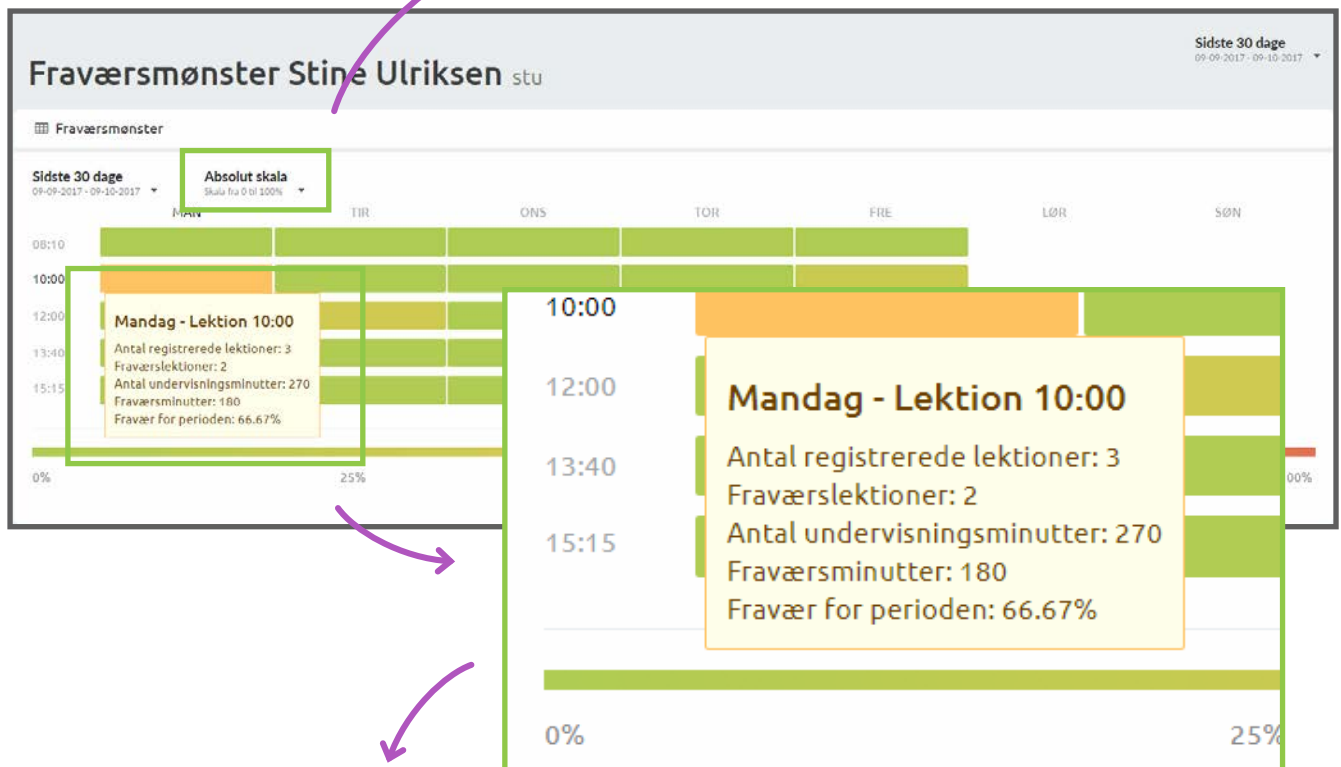 Sidste 30 dage
09-09-2017 - 09-10-2017
Fraværsmønster Stine Ulriksen stu
Fraværsmønster
Sidste 30 dage
09-09-2017 - 09-10-2017
Absolut skala
Skala fra 0 til 100%
MAN TIR ONS TOR FRE LØR SØN
08:10
10:00
12:00
13:40
15:15
Mandag - Lektion 10:00
Antal registrerede lektioner: 3
Fraværslektioner: 2
Antal undervisningsminutter: 270
Fraværsminutter: 180
Fravær for perioden: 66.67%
0% 25% 00%
10:00
12:00
13:40
15:15
Mandag - Lektion 10:00
Antal registrerede lektioner: 3
Fraværslektioner: 2
Antal undervisningsminutter: 270
Fraværsminutter: 180
Fravær for perioden: 66.67%
0% 25%